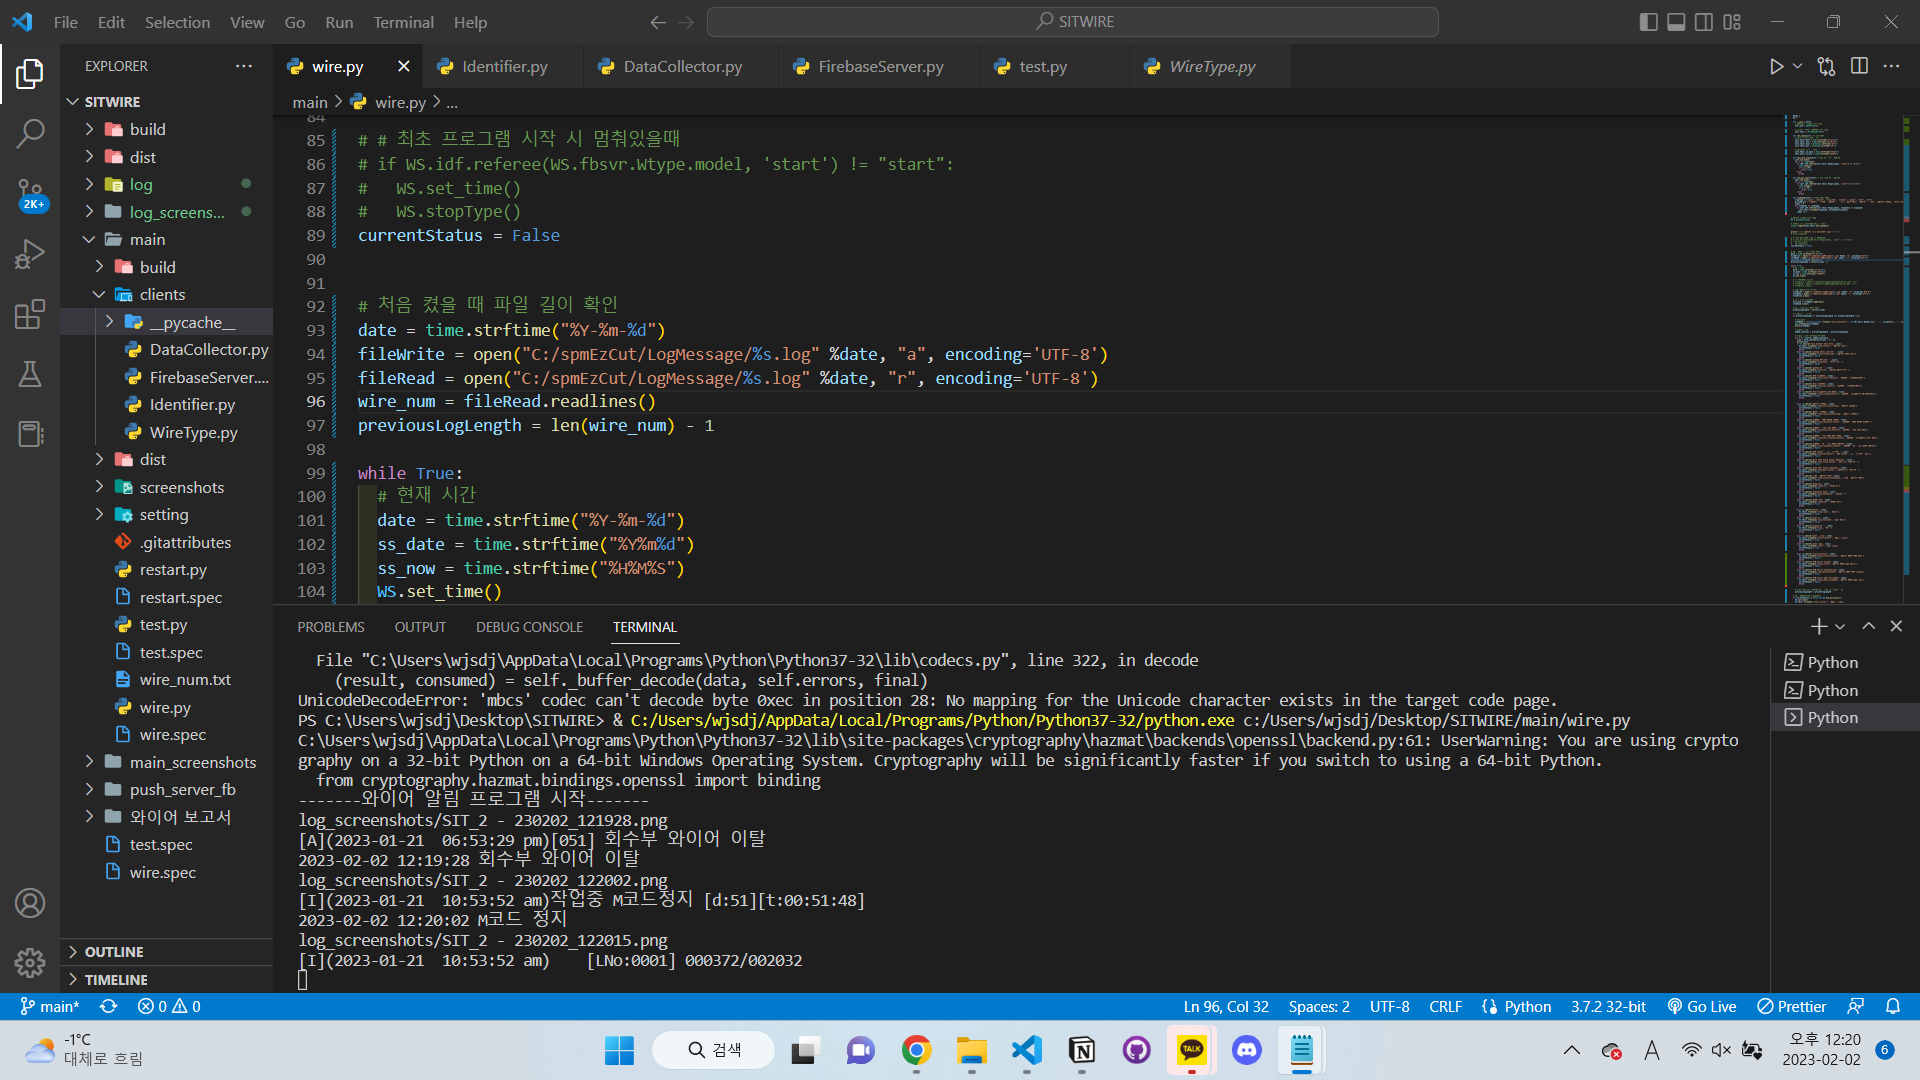 File Edit Selection View Go Run Terminal Help
SITWIRE
EXPLORER
wire.py
Identifier.py
DataCollector.py
FirebaseServer.py
test.py
WireType.py
main > wire.py > ...
2K+
SITWIRE
build
dist
log
log_screens...
main
build
clients
__pycache__
DataCollector.py
FirebaseServer....
Identifier.py
WireType.py
dist
screenshots
setting
.gitattributes
restart.py
restart.spec
test.py
test.spec
wire_num.txt
wire.py
wire.spec
main_screenshots
push_server_fb
와이어 보고서
test.spec
wire.spec
OUTLINE
TIMELINE
84
85 # # 최초 프로그램 시작 시 멈춰있을때
86 # if WS.idf.referee(WS.fbsvr.Wtype.model, 'start') != "start":
87 #   WS.set_time()
88 #   WS.stopType()
89 currentStatus = False
90
91
92 # 처음 켰을 때 파일 길이 확인
93 date = time.strftime("%Y-%m-%d")
94 fileWrite = open("C:/spmEzCut/LogMessage/%s.log" %date, "a", encoding='UTF-8')
95 fileRead = open("C:/spmEzCut/LogMessage/%s.log" %date, "r", encoding='UTF-8')
96 wire_num = fileRead.readlines()
97 previousLogLength = len(wire_num) - 1
98
99 while True:
100   # 현재 시간
101   date = time.strftime("%Y-%m-%d")
102   ss_date = time.strftime("%Y%m%d")
103   ss_now = time.strftime("%H%M%S")
104   WS.set_time()
PROBLEMS OUTPUT DEBUG CONSOLE TERMINAL
File "C:\Users\wjsdj\AppData\Local\Programs\Python\Python37-32\lib\codecs.py", line 322, in decode
(result, consumed) = self._buffer_decode(data, self.errors, final)
UnicodeDecodeError: 'mbcs' codec can't decode byte 0xec in position 28: No mapping for the Unicode character exists in the target code page.
PS C:\Users\wjsdj\Desktop\SITWIRE> & C:/Users/wjsdj/AppData/Local/Programs/Python/Python37-32/python.exe c:/Users/wjsdj/Desktop/SITWIRE/main/wire.py
C:\Users\wjsdj\AppData\Local\Programs\Python\Python37-32\lib\site-packages\cryptography\hazmat\backends\openssl\backend.py:61: UserWarning: You are using crypto
graphy on a 32-bit Python on a 64-bit Windows Operating System. Cryptography will be significantly faster if you switch to using a 64-bit Python.
from cryptography.hazmat.bindings.openssl import binding
-------와이어 알림 프로그램 시작-------
log_screenshots/SIT_2 - 230202_121928.png
[A](2023-01-21  06:53:29 pm)[051] 회수부 와이어 이탈
2023-02-02 12:19:28 회수부 와이어 이탈
log_screenshots/SIT_2 - 230202_122002.png
[I](2023-01-21  10:53:52 am)작업중 M코드정지 [d:51][t:00:51:48]
2023-02-02 12:20:02 M코드 정지
log_screenshots/SIT_2 - 230202_122015.png
[I](2023-01-21  10:53:52 am)    [LNo:0001] 000372/002032
Python
Python
Python
main* 0 0 Ln 96, Col 32 Spaces: 2 UTF-8 CRLF Python 3.7.2 32-bit Go Live Prettier
-1°C
대체로 흐림
검색
TALK
A
오후 12:20
2023-02-02
6